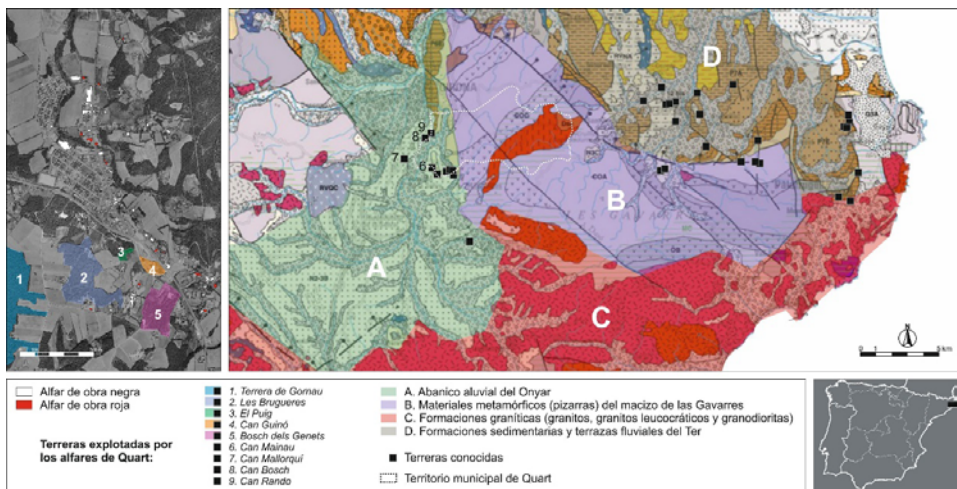 1
2
3
4
5
A
B
C
D
6
7
8
9
LES GAVARRES
N
0 1 5 km
Alfar de obra negra
Alfar de obra roja
Terreras explotadas por
los alfares de Quart:
1. Terrera de Gornau
2. Les Brugueres
3. El Puig
4. Can Guinó
5. Bosch dels Genets
6. Can Mainau
7. Can Mallorquí
8. Can Bosch
9. Can Rando
A. Abanico aluvial del Onyar
B. Materiales metamórficos (pizarras) del macizo de las Gavarres
C. Formaciones graníticas (granitos, granitos leucocráticos y granodioritas)
D. Formaciones sedimentarias y terrazas fluviales del Ter
Terreras conocidas
Territorio municipal de Quart